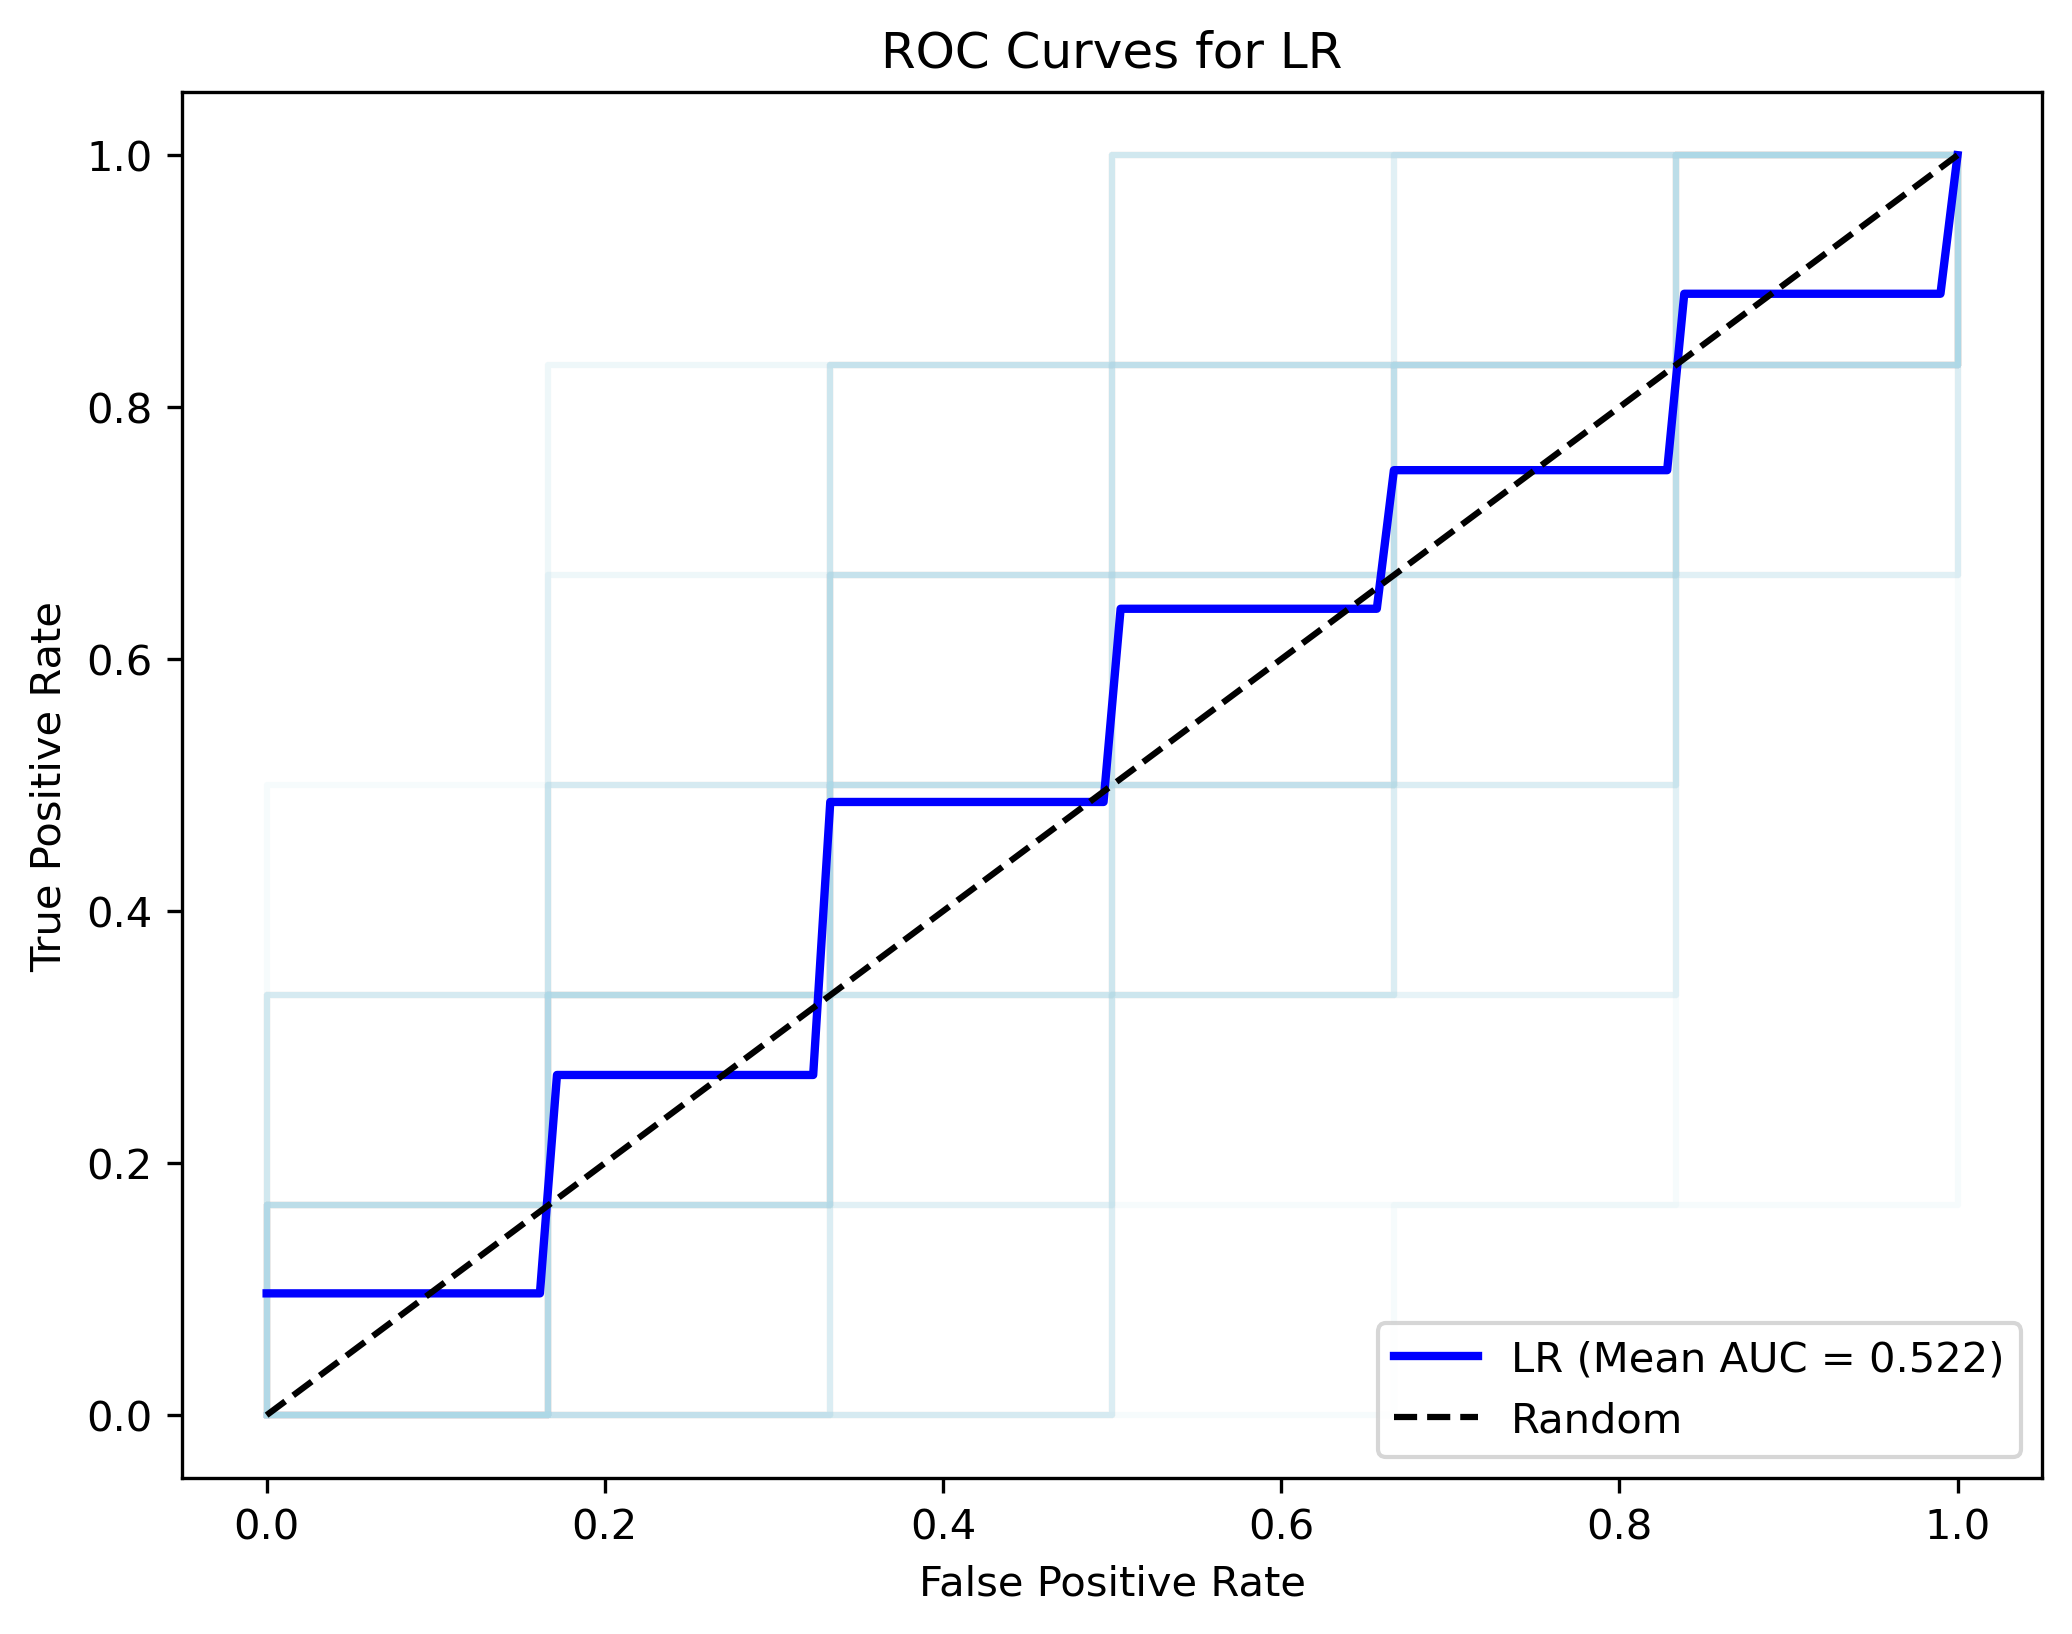 ROC Curves for LR
True Positive Rate
1.0
0.8
0.6
0.4
0.2
0.0
LR (Mean AUC = 0.522)
Random
0.0 0.2 0.4 0.6 0.8 1.0
False Positive Rate